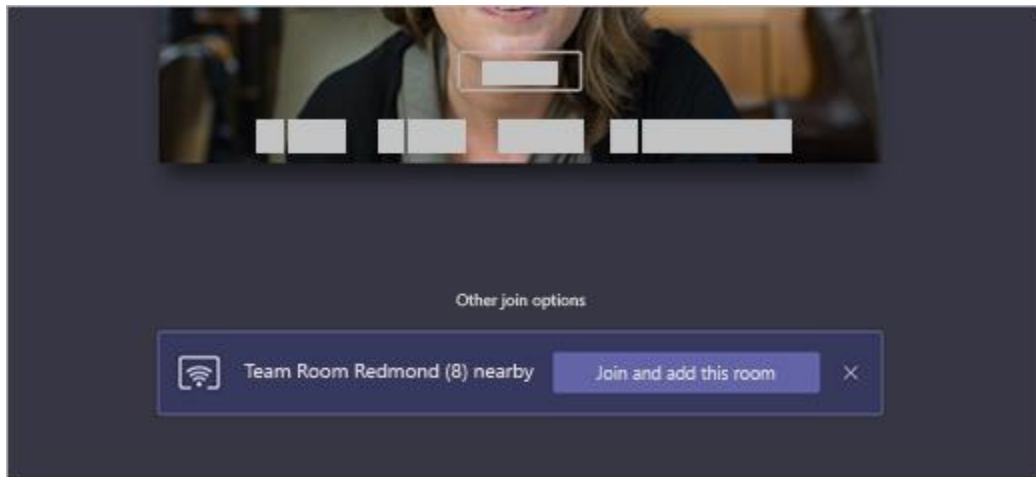 Other join options
Team Room Redmond (8) nearby
Join and add this room